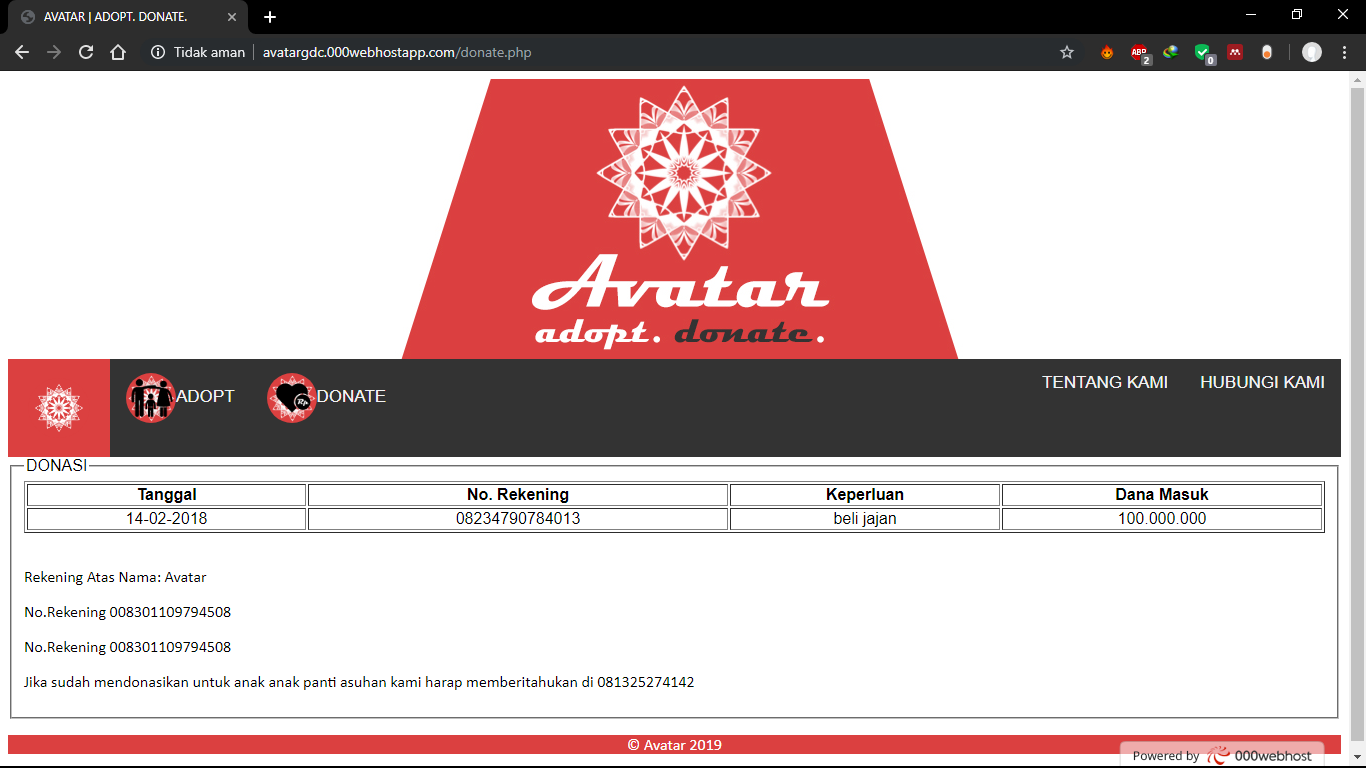 AVATAR | ADOPT. DONATE.
Tidak aman
avatargdc.000webhostapp.com/donate.php
ABP
2
0
Avatar
adopt. donate.
ADOPT
DONATE
TENTANG KAMI
HUBUNGI KAMI
DONASI
Tanggal No. Rekening Keperluan Dana Masuk
14-02-2018 08234790784013 beli jajan 100.000.000
Rekening Atas Nama: Avatar
No.Rekening 008301109794508
No.Rekening 008301109794508
Jika sudah mendonasikan untuk anak anak panti asuhan kami harap memberitahukan di 081325274142
© Avatar 2019
Powered by 000webhost